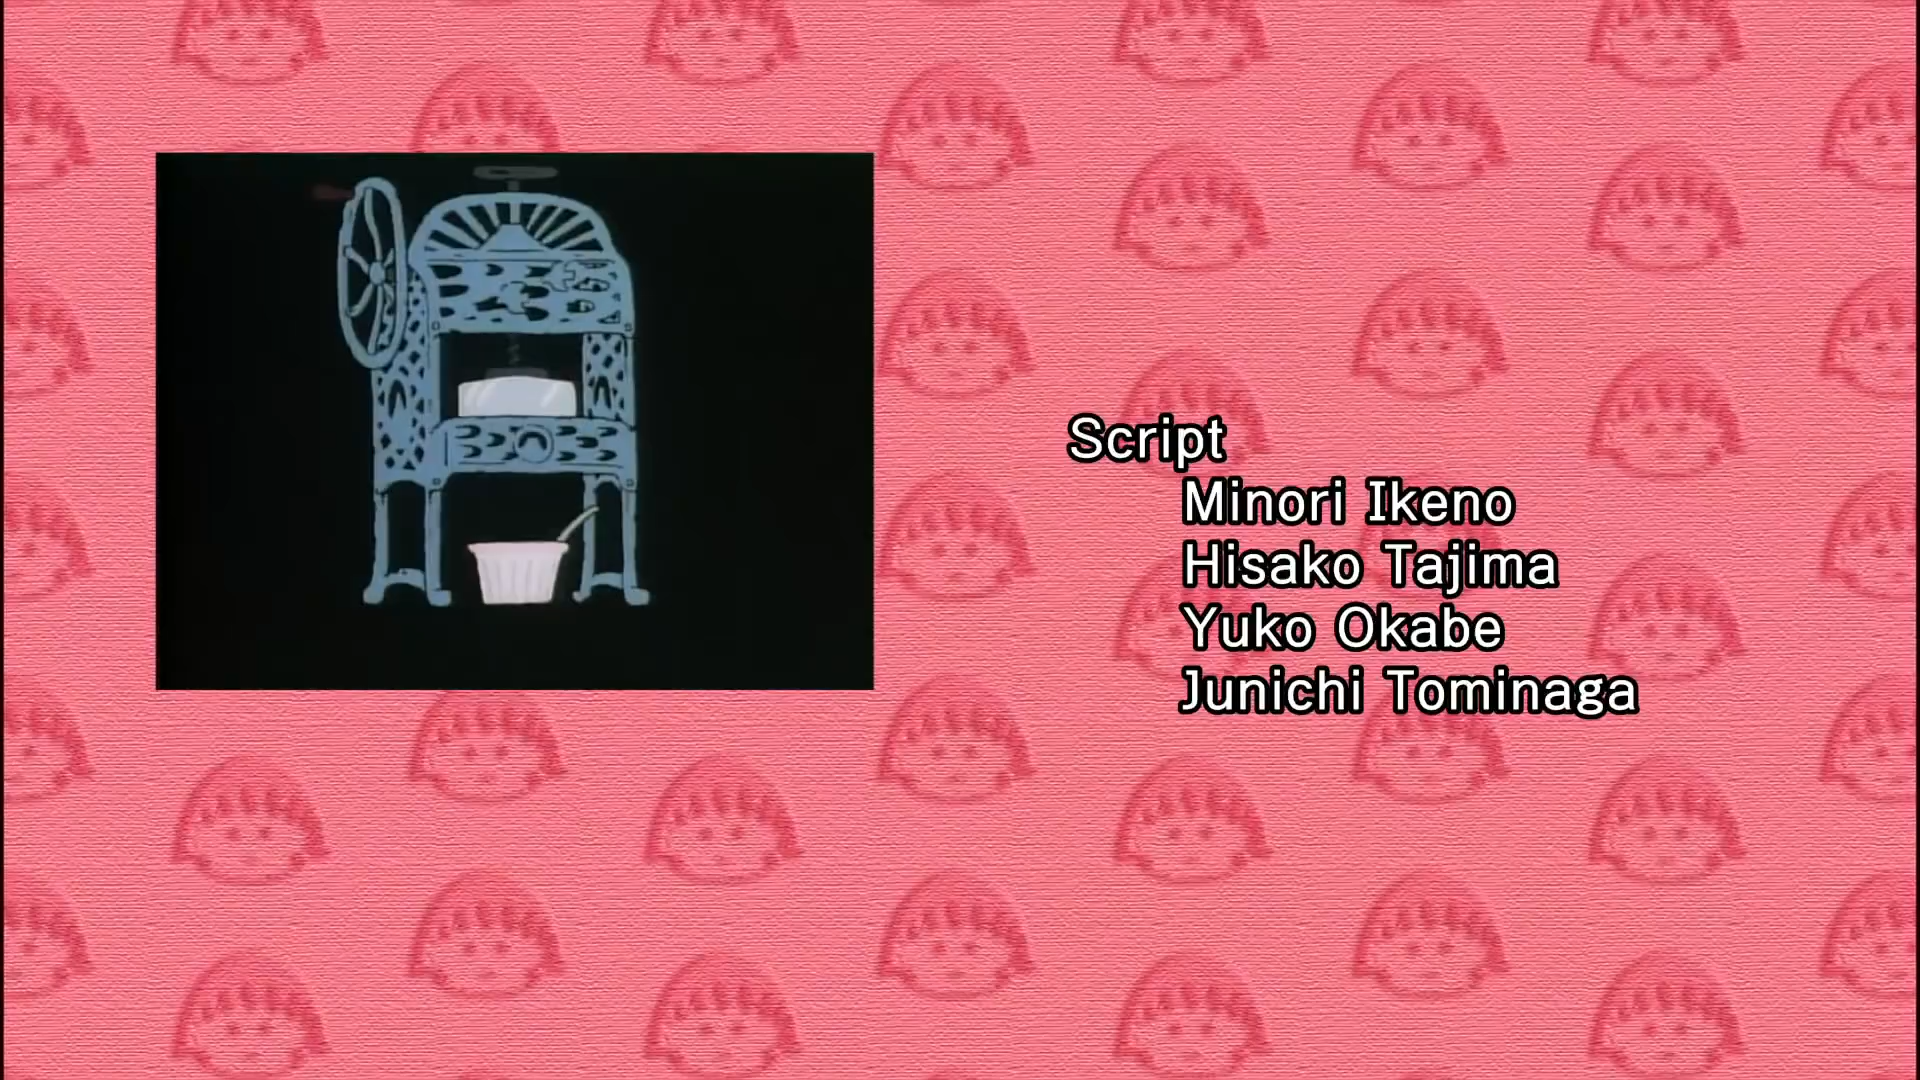 Script
Minori Ikeno
Hisako Tajima
Yuko Okabe
Junichi Tominaga